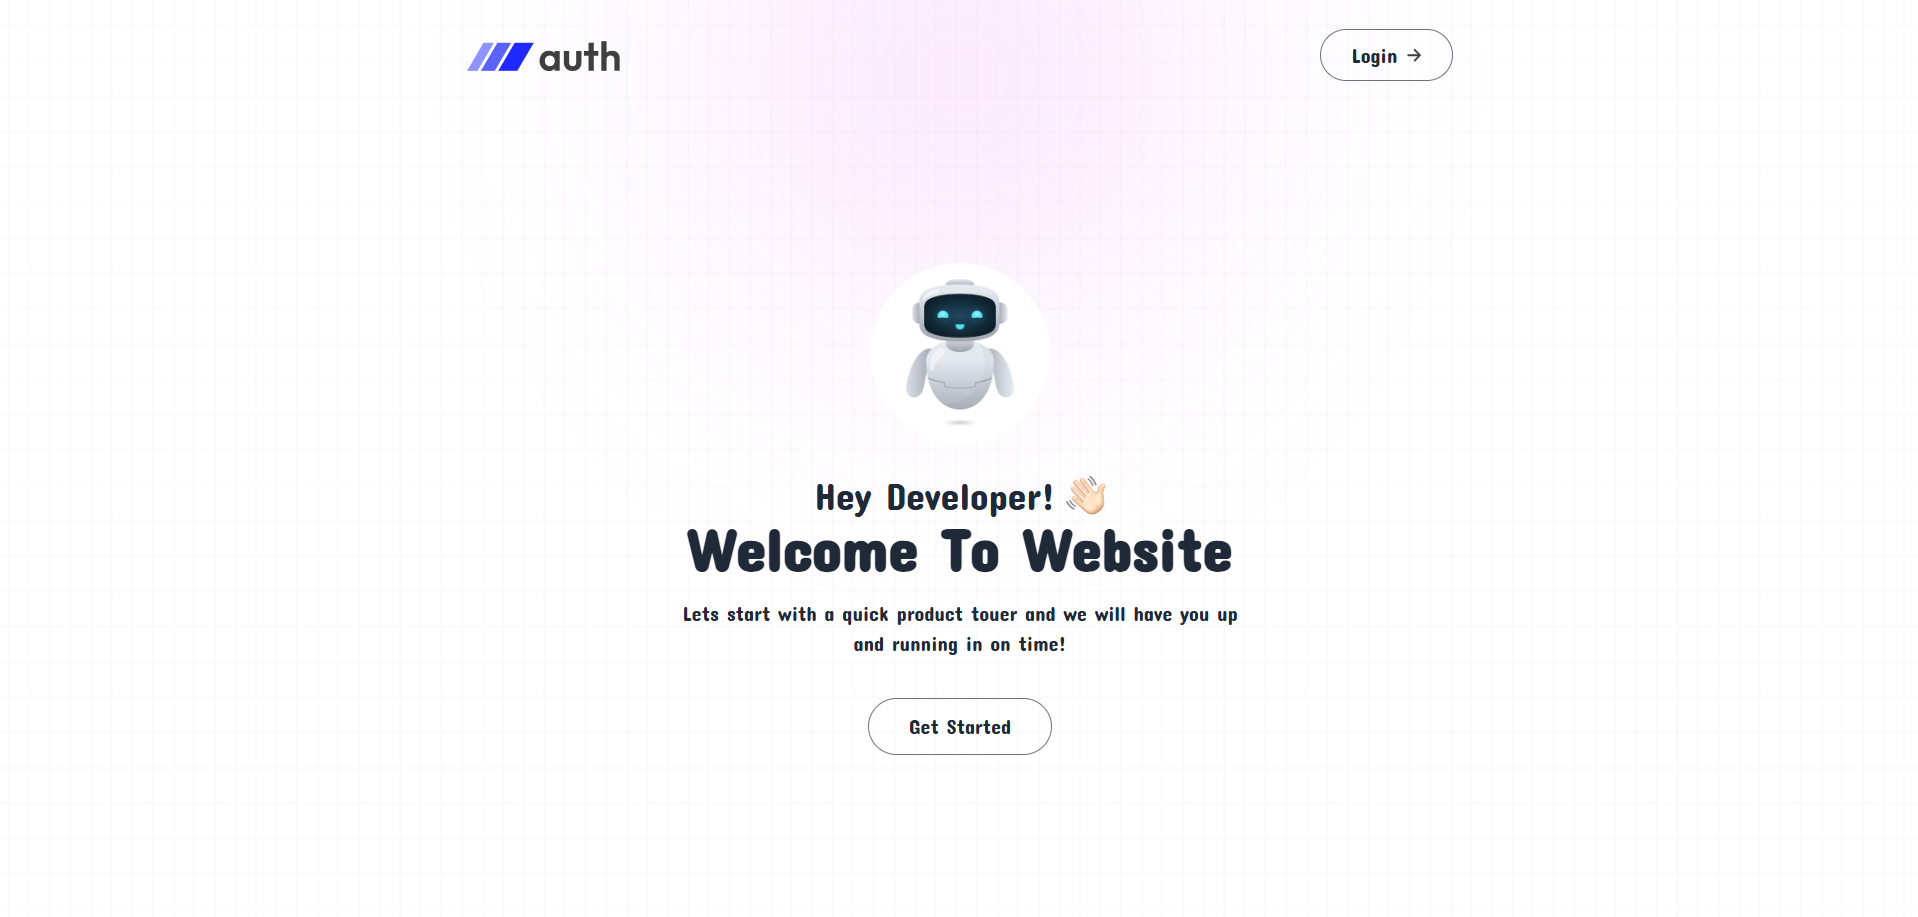 auth
Login →
Hey Developer! 👋🏻
Welcome To Website
Lets start with a quick product touer and we will have you up
and running in on time!
Get Started